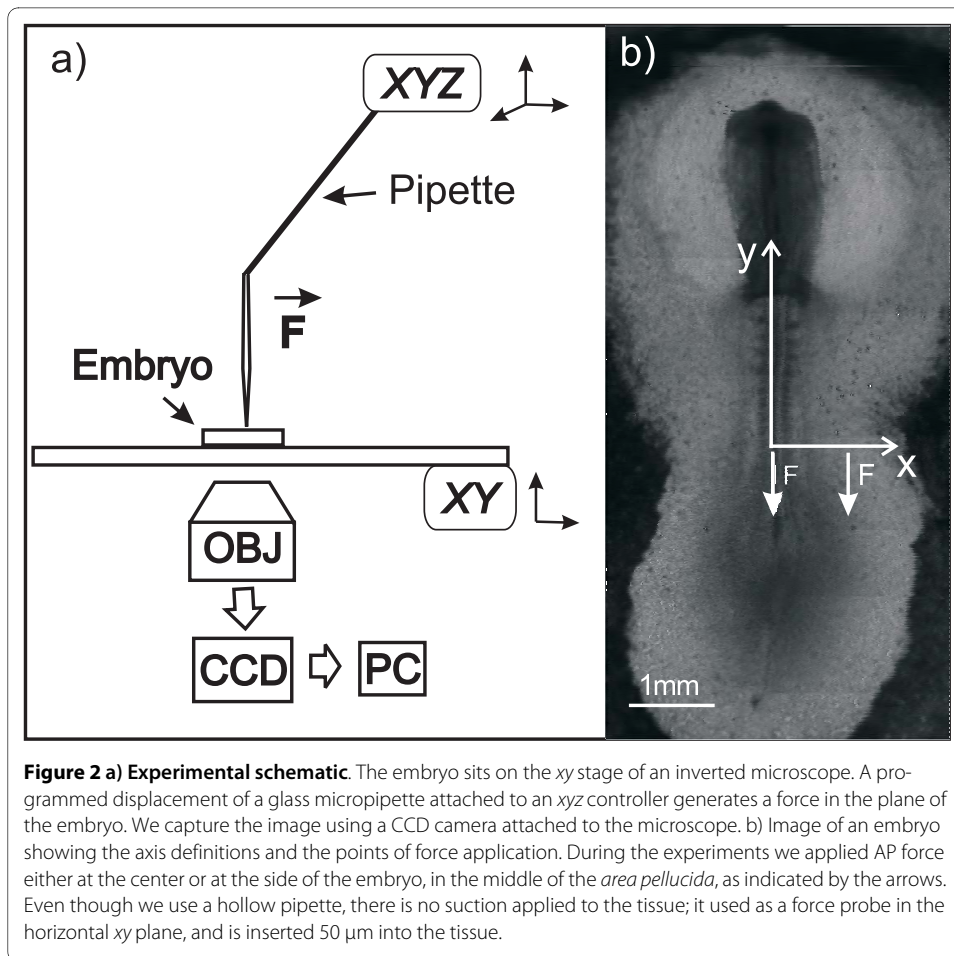 a)
XYZ
Pipette
F
Embryo
XY
OBJ
CCD
PC
b)
y
x
F
F
1mm
Figure 2 a) Experimental schematic. The embryo sits on the xy stage of an inverted microscope. A pro-
grammed displacement of a glass micropipette attached to an xyz controller generates a force in the plane of
the embryo. We capture the image using a CCD camera attached to the microscope. b) Image of an embryo
showing the axis definitions and the points of force application. During the experiments we applied AP force
either at the center or at the side of the embryo, in the middle of the area pellucida, as indicated by the arrows.
Even though we use a hollow pipette, there is no suction applied to the tissue; it used as a force probe in the
horizontal xy plane, and is inserted 50 μm into the tissue.